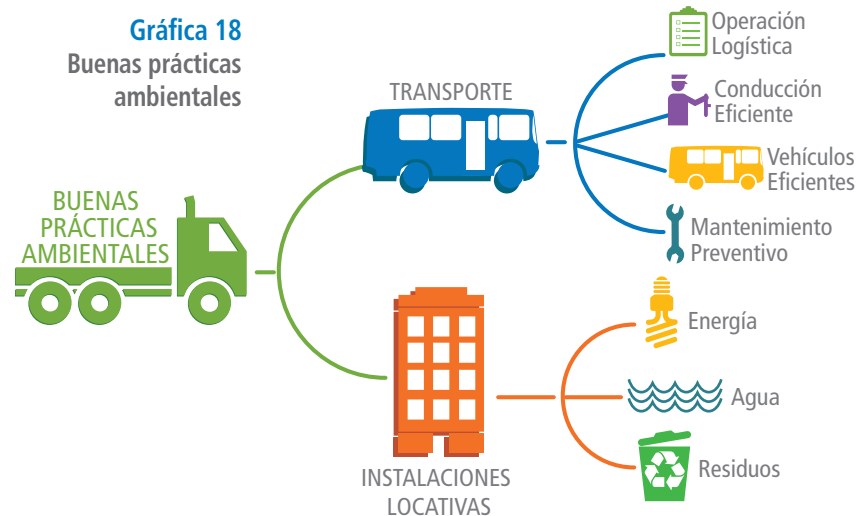 Gráfica 18
Buenas prácticas
ambientales
BUENAS
PRÁCTICAS
AMBIENTALES
TRANSPORTE
Operación
Logística
Conducción
Eficiente
Vehículos
Eficientes
Mantenimiento
Preventivo
INSTALACIONES
LOCATIVAS
Energía
Agua
Residuos